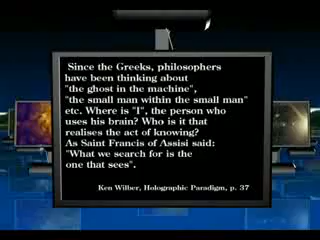 Since the Greeks, philosophers
have been thinking about
"the ghost in the machine",
"the small man within the small man"
etc. Where is "I", the person who
uses his brain? Who is it that
realises the act of knowing?
As Saint Francis of Assisi said:
"What we search for is the
one that sees".
Ken Wilber, Holographic Paradigm, p. 37